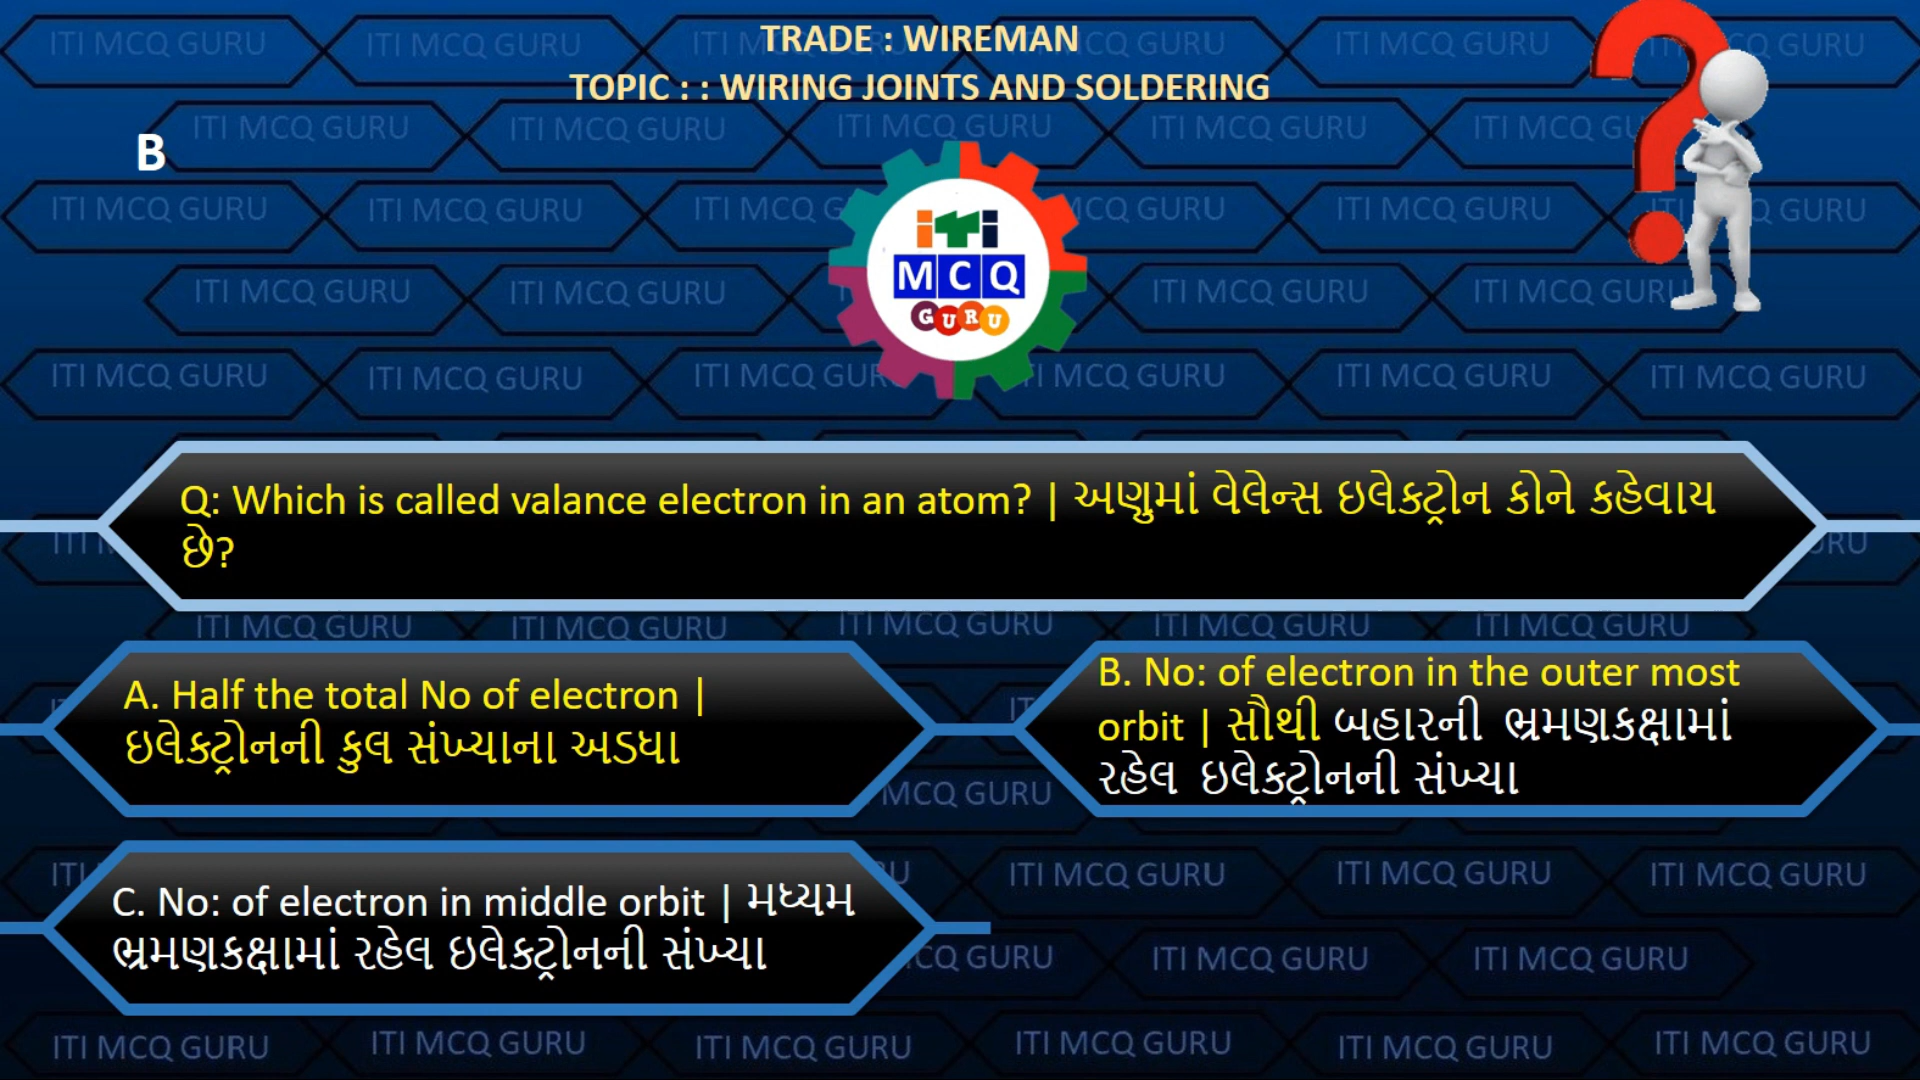 TRADE : WIREMAN
TOPIC : : WIRING JOINTS AND SOLDERING
B
iTi
MCQ
GURU
Q: Which is called valance electron in an atom? | અણુમાં વેલેન્સ ઇલેક્ટ્રોન કોને કહેવાય
છે?
A. Half the total No of electron |
ઇલેક્ટ્રોનની કુલ સંખ્યાના અડધા
B. No: of electron in the outer most
orbit | સૌથી બહારની ભ્રમણકક્ષામાં
રહેલ ઇલેક્ટ્રોનની સંખ્યા
C. No: of electron in middle orbit | મધ્યમ
ભ્રમણકક્ષામાં રહેલ ઇલેક્ટ્રોનની સંખ્યા
ITI MCQ GURU